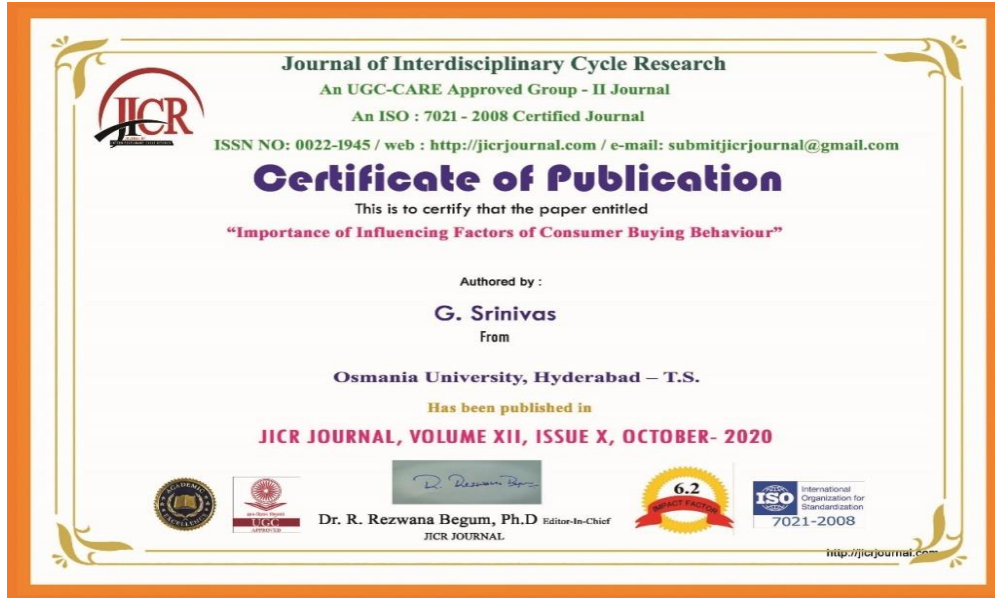 Journal of Interdisciplinary Cycle Research
An UGC-CARE Approved Group - II Journal
An ISO : 7021 - 2008 Certified Journal
JICR
ISSN NO: 0022-1945 / web : http://jicrjournal.com / e-mail: submitjicrjournal@gmail.com
Certificate of Publication
This is to certify that the paper entitled
“Importance of Influencing Factors of Consumer Buying Behaviour”
Authored by :
G. Srinivas
From
Osmania University, Hyderabad – T.S.
Has been published in
JICR JOURNAL, VOLUME XII, ISSUE X, OCTOBER- 2020
ACADEMIC
EXCELLENCE
UGC
APPROVED
6.2
IMPACT FACTOR
ISO
International
Organization for
Standardization
7021-2008
Dr. R. Rezwana Begum, Ph.D Editor-In-Chief
JICR JOURNAL
http://jicrjournal.com